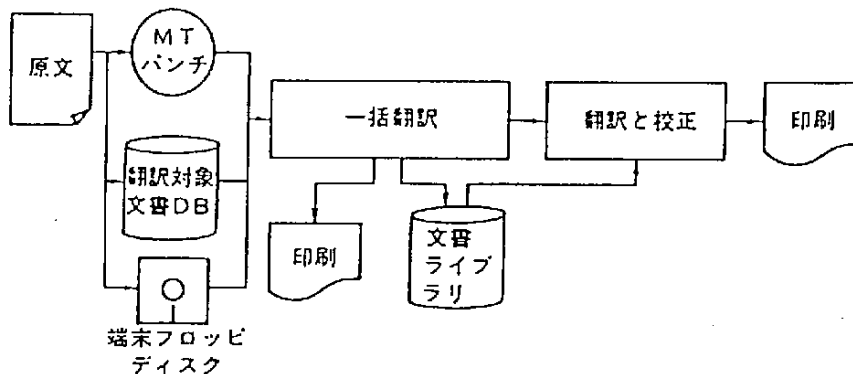 原文
MT
パンチ
翻訳対象
文書DB
端末フロッピ
ディスク
一括翻訳
印刷
文書
ライブ
ラリ
翻訳と校正
印刷